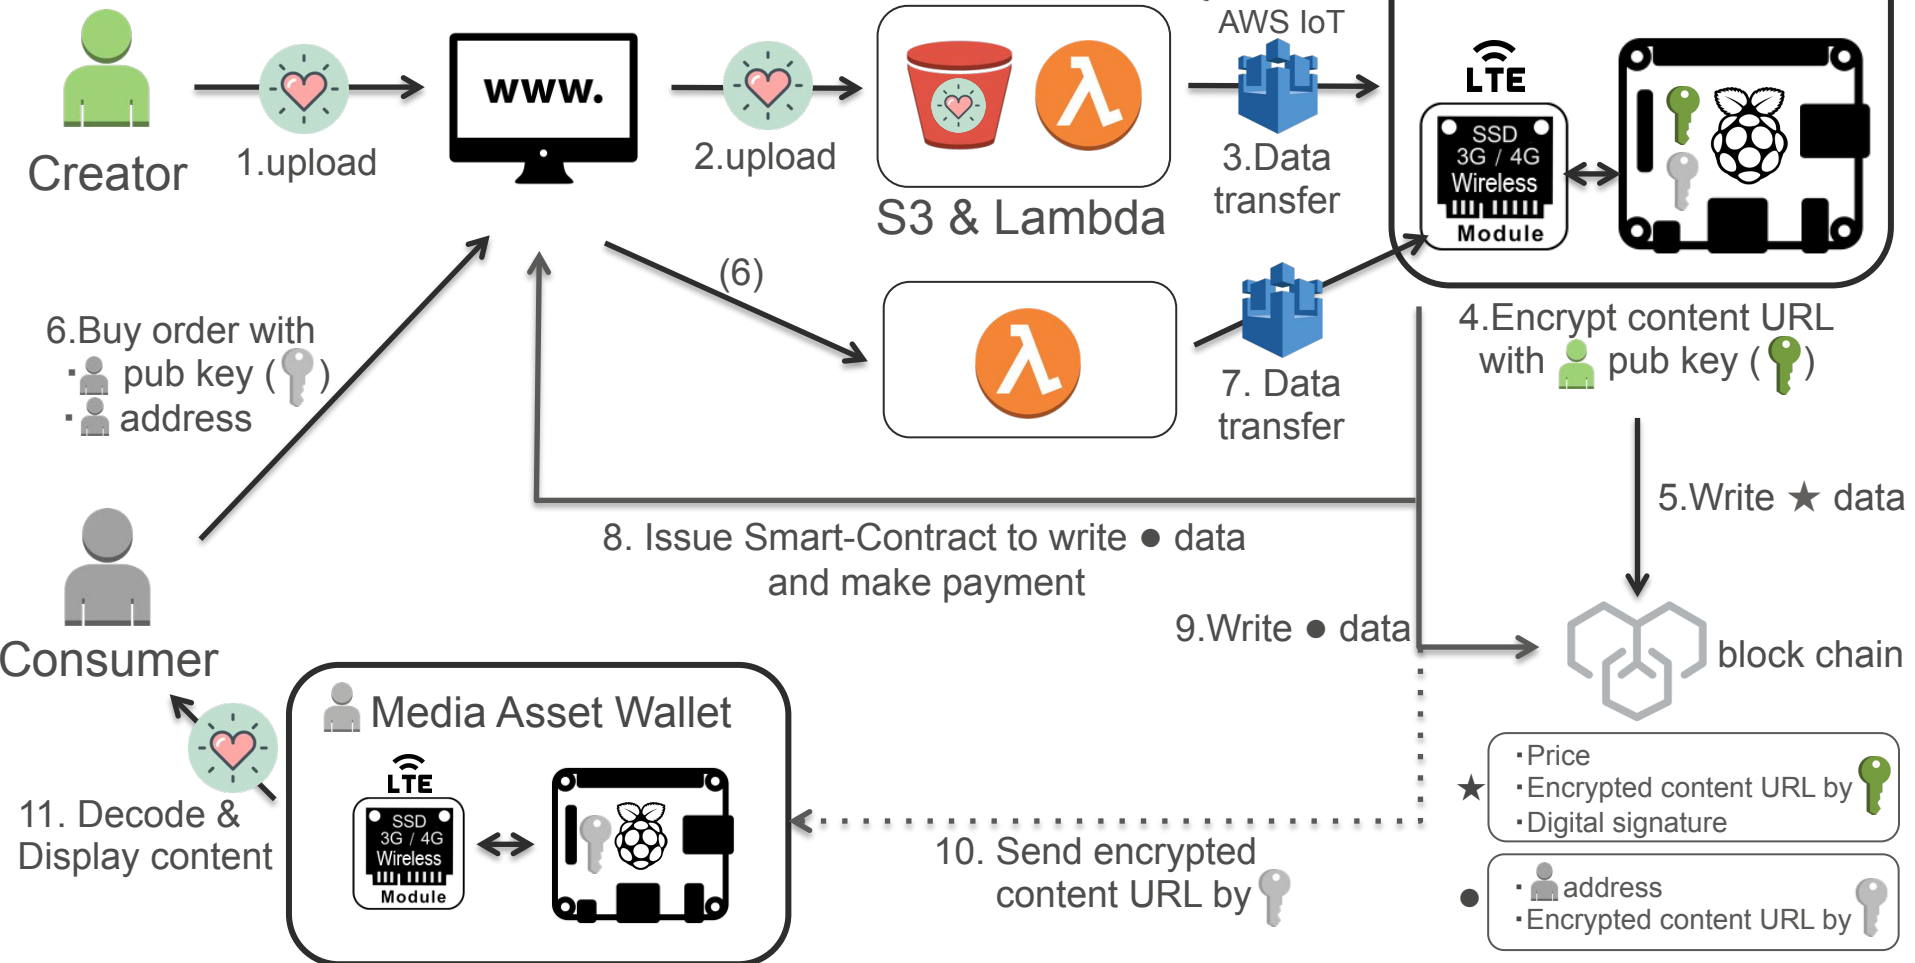 AWS IoT
www.
LTE
SSD
3G / 4G
Wireless
Module
Creator
1.upload
2.upload
S3 & Lambda
3.Data
transfer
(6)
6.Buy order with
・ pub key ( )
・ address
7. Data
transfer
4.Encrypt content URL
with pub key ( )
5.Write ★ data
8. Issue Smart-Contract to write ● data
and make payment
9.Write ● data
block chain
Consumer
Media Asset Wallet
LTE
SSD
3G / 4G
Wireless
Module
11. Decode &
Display content
10. Send encrypted
content URL by
★
・Price
・Encrypted content URL by
・Digital signature
●
・ address
・Encrypted content URL by